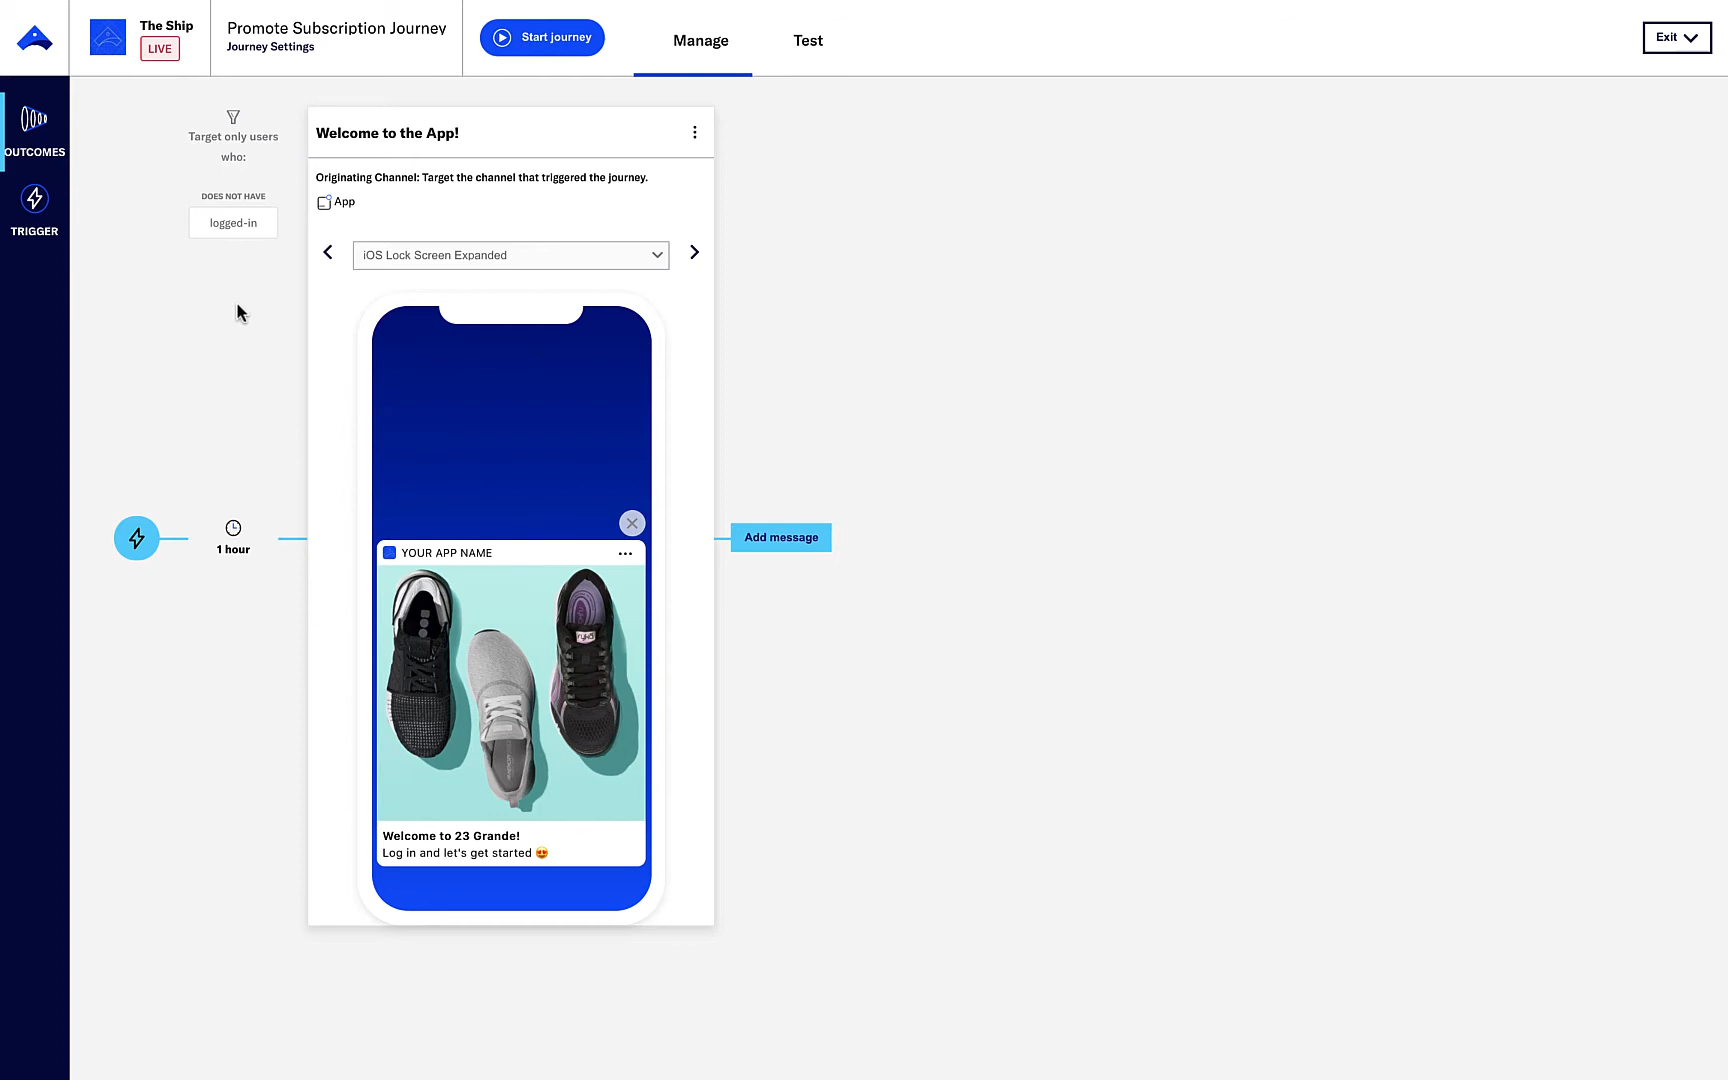 The Ship
LIVE
Promote Subscription Journey
Journey Settings
Start journey
Manage
Test
Exit
OUTCOMES
TRIGGER
Target only users
who:
DOES NOT HAVE
logged-in
1 hour
Welcome to the App!
Originating Channel: Target the channel that triggered the journey.
App
iOS Lock Screen Expanded
YOUR APP NAME
ryka
Welcome to 23 Grande!
Log in and let's get started 😍
Add message